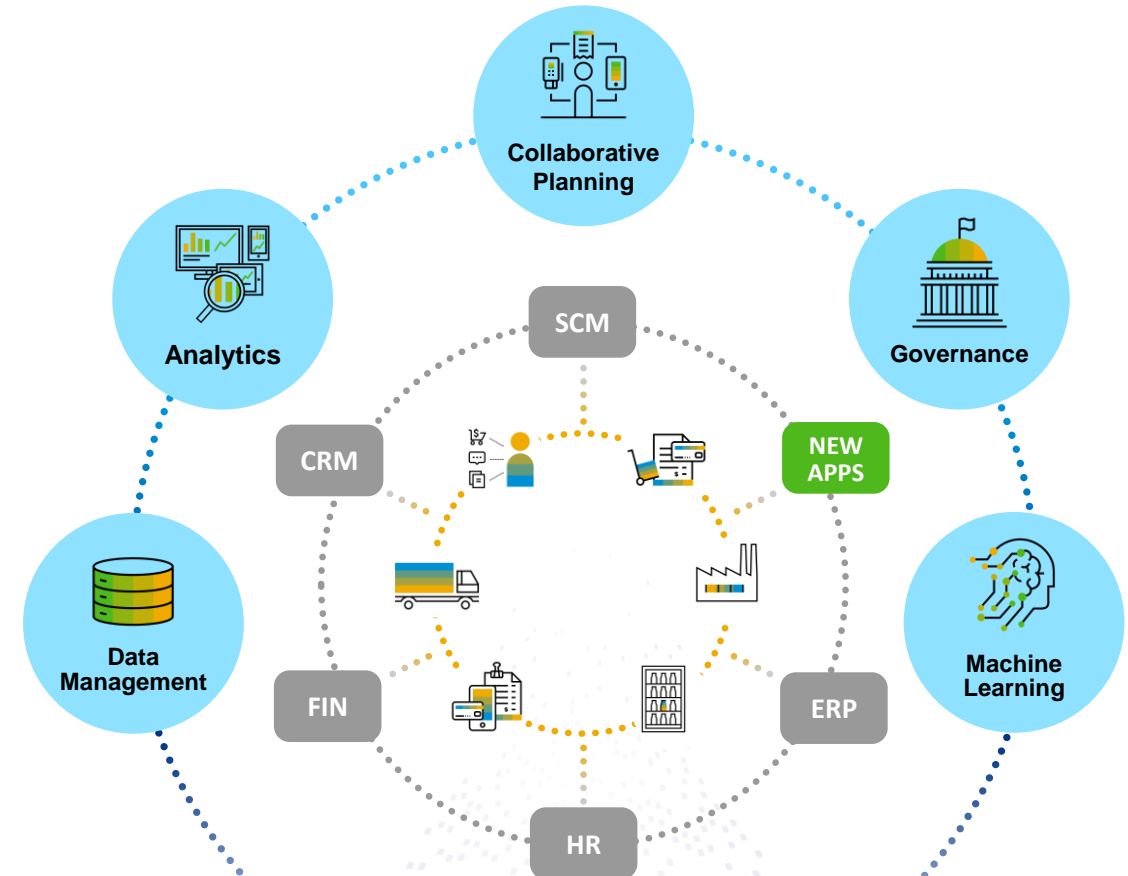 Collaborative
Planning
Analytics
Governance
SCM
CRM
NEW
APPS
Data
Management
Machine
Learning
FIN
ERP
HR